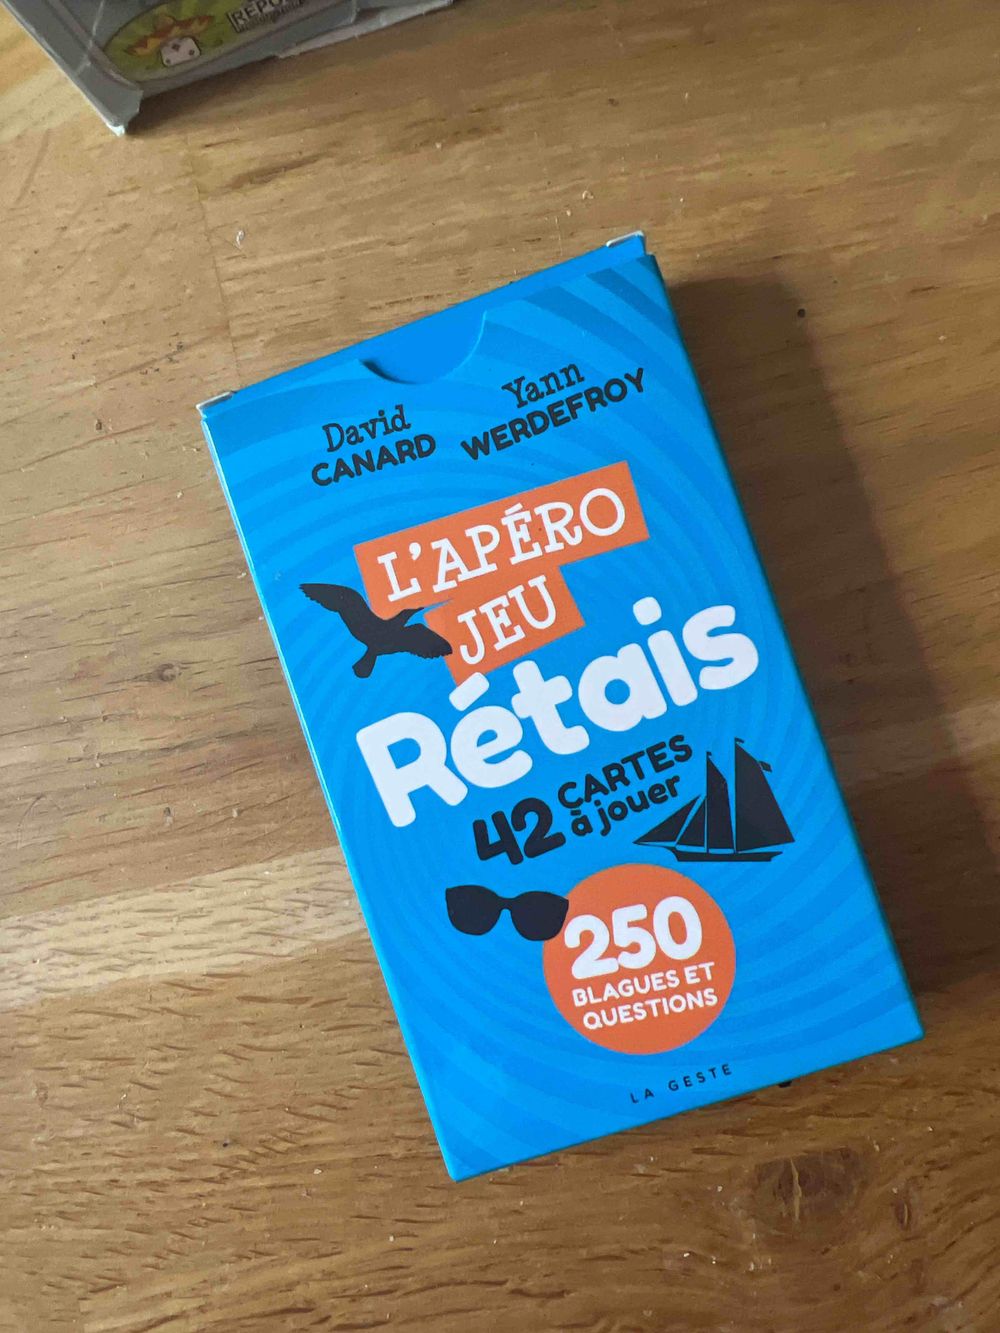 David
CANARD
Yann
WERDEFROY
L'APÉRO
JEU
Rétais
42 CARTES
à jouer
250
BLAGUES ET
QUESTIONS
LA GESTE